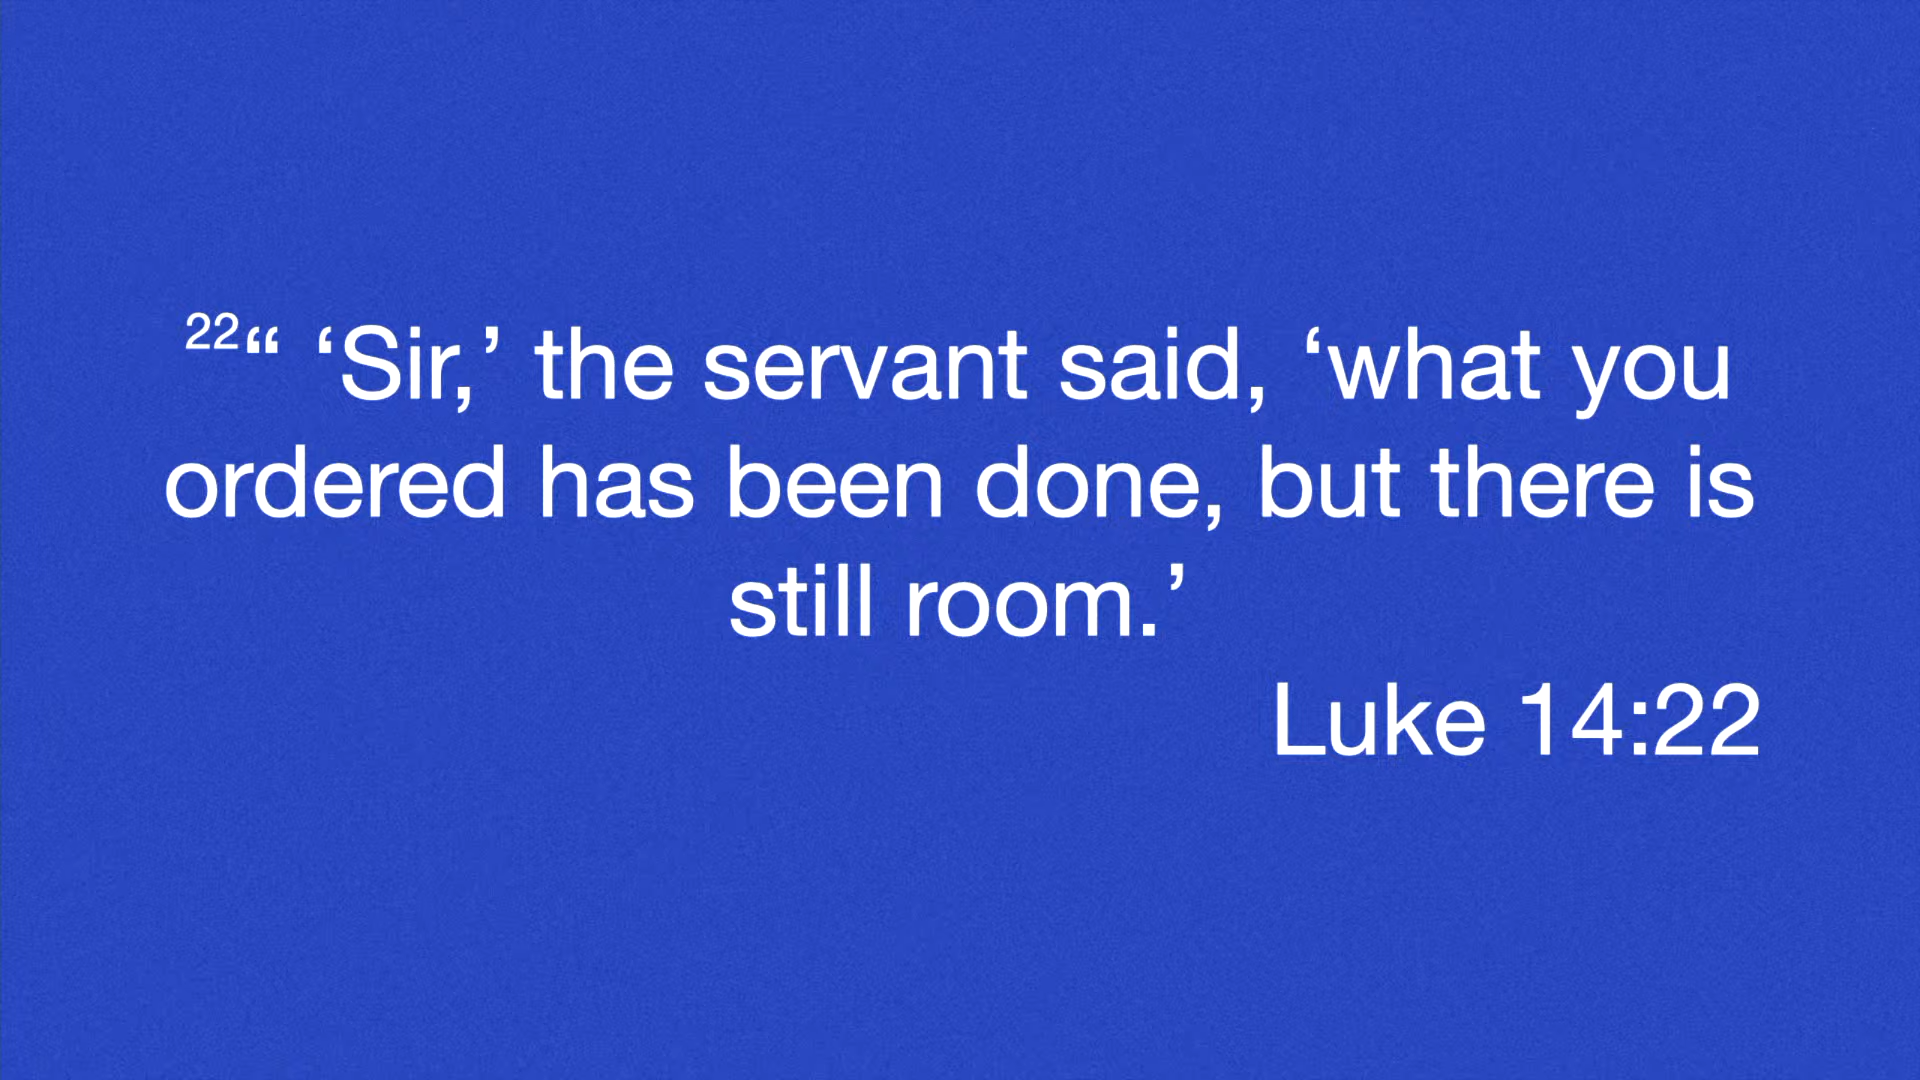 22“ ‘Sir,’ the servant said, ‘what you
ordered has been done, but there is
still room.’
Luke 14:22